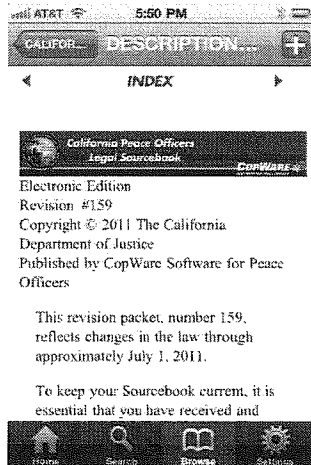 AT&T 5:50 PM
CALIFOR... DESCRIPTION... +
INDEX
California Peace Officers
Legal Sourcebook
COPWARE
Electronic Edition
Revision #159
Copyright © 2011 The California
Department of Justice
Published by CopWare Software for Peace
Officers
This revision packet, number 159,
reflects changes in the law through
approximately July 1, 2011.
To keep your Sourcebook current, it is
essential that you have received and
Home Search Browse Settings